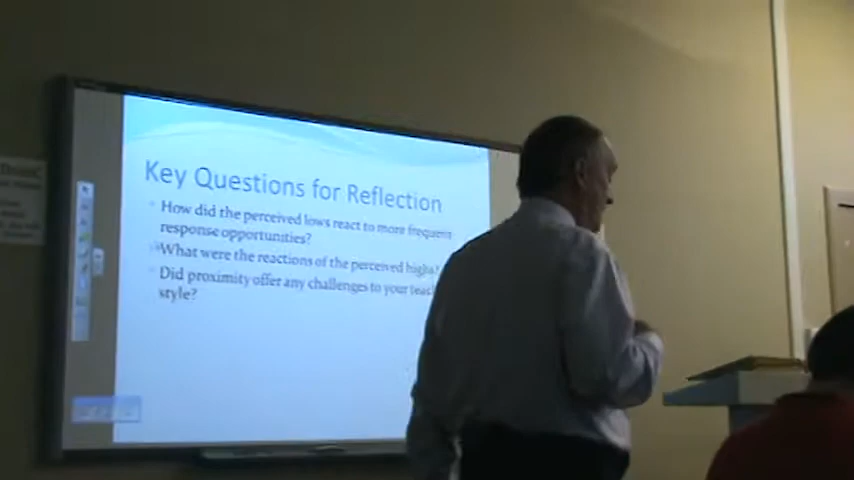 Key Questions for Reflection
How did the perceived lows react to more frequent
response opportunities?
What were the reactions of the perceived highs?
Did proximity offer any challenges to your
style?